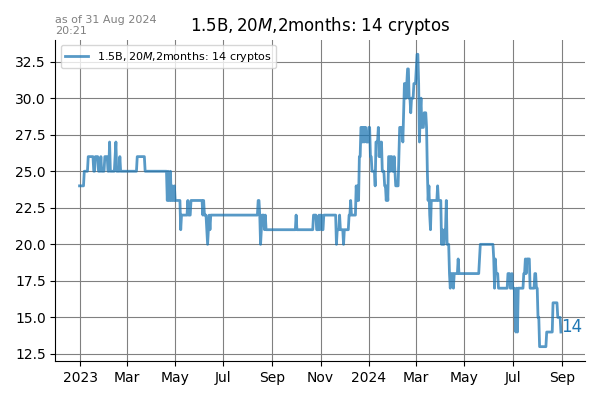 as of 31 Aug 2024
20:21
1.5B, 20M,2months: 14 cryptos
1.5B, 20M,2months: 14 cryptos
32.5
30.0
27.5
25.0
22.5
20.0
17.5
15.0
12.5
14
2023 Mar May Jul Sep Nov 2024 Mar May Jul Sep